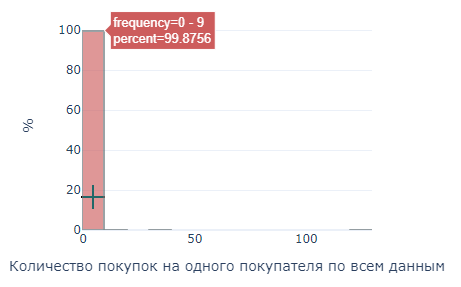 frequency=0 - 9
percent=99.8756
100
80
60
40
20
0
%
0 50 100
Количество покупок на одного покупателя по всем данным